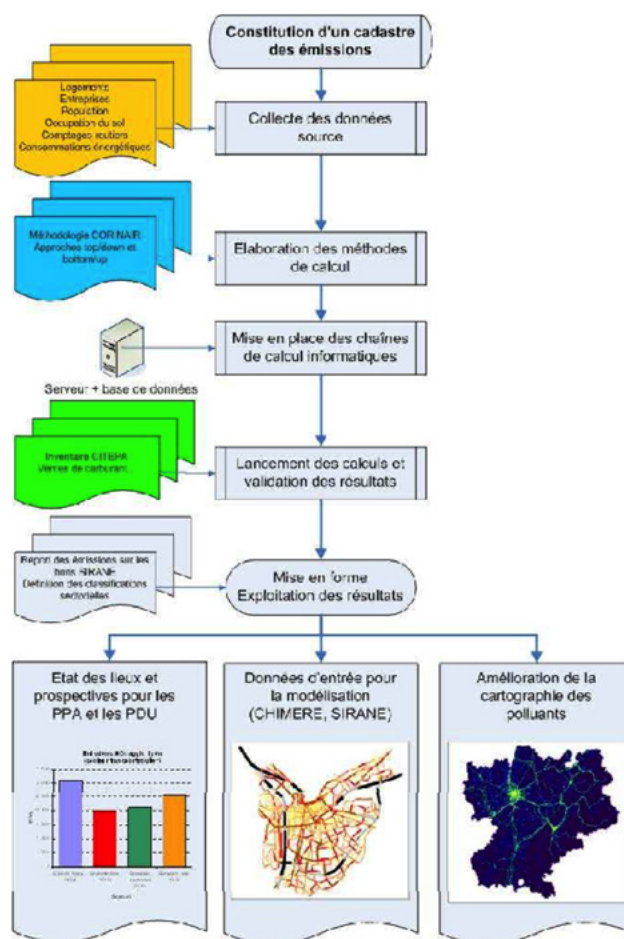 Constitution d'un cadastre
des émissions
Logements
Entreprises
Population
Occupation du sol
Comptages routiers
Consommations énergétiques
Collecte des données
source
Méthodologie CORINAIR
Approches top/down et
bottom/up
Elaboration des méthodes
de calcul
Mise en place des chaînes
de calcul informatiques
Serveur + base de données
Inventaire CITEPA
Ventes de carburant
Lancement des calculs et
validation des résultats
Report des émissions sur les
brins SIRANE
Définition des classifications
sectorielles
Mise en forme
Exploitation des résultats
Etat des lieux et
prospectives pour les
PPA et les PDU
Données d'entrée pour
la modélisation
(CHIMERE, SIRANE)
Amélioration de la
cartographie des
polluants